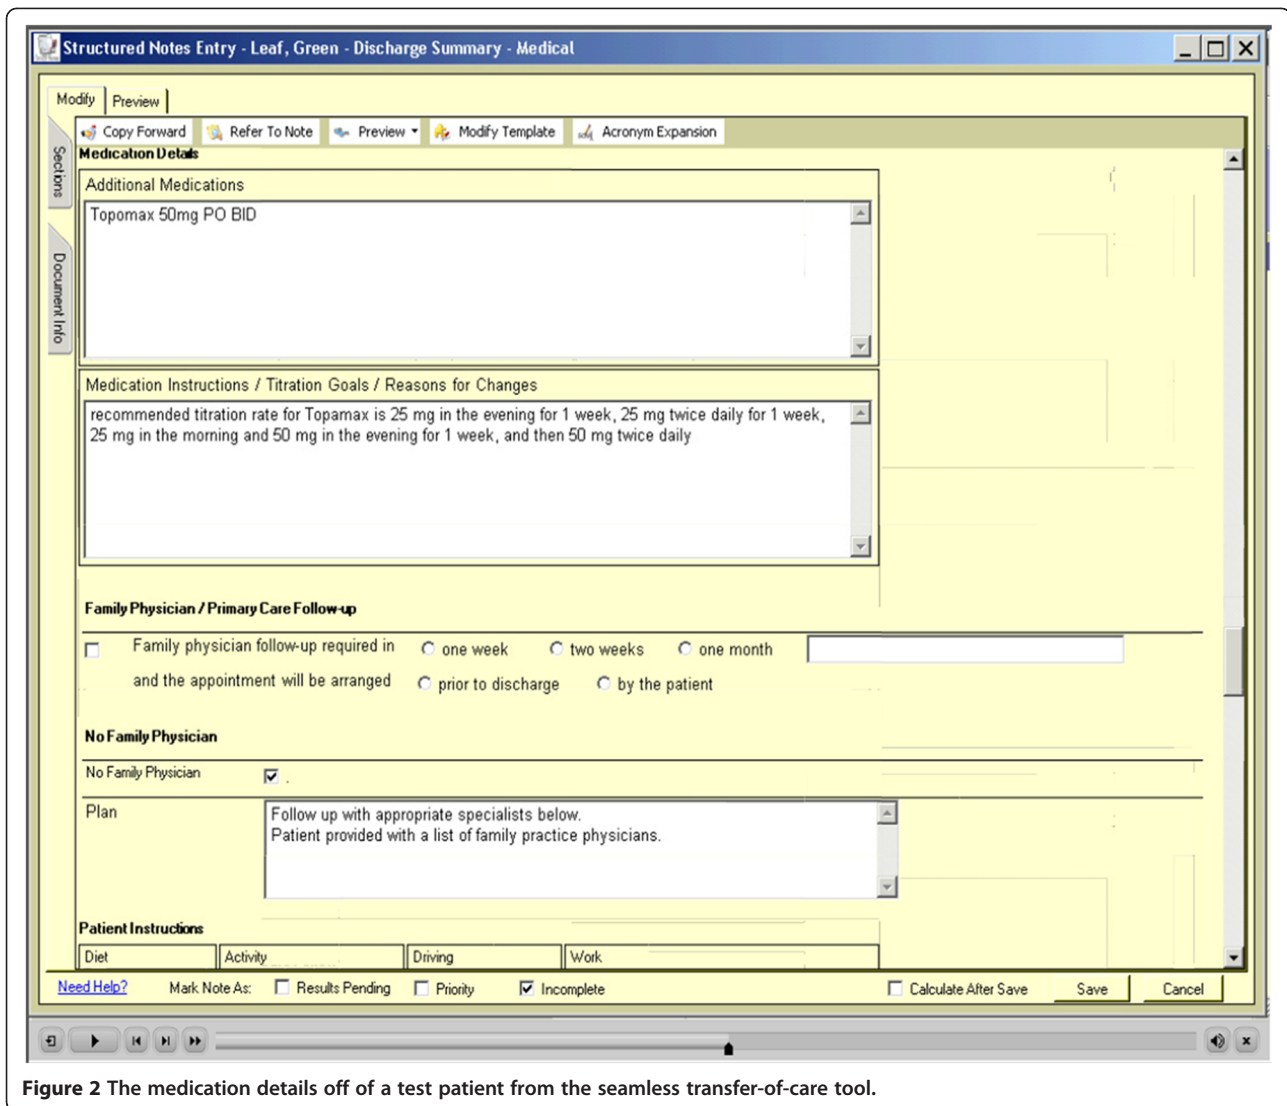 Structured Notes Entry - Leaf, Green - Discharge Summary - Medical
Modify Preview
Copy Forward Refer To Note Preview Modify Template Acronym Expansion
Sections
Document Info
Medication Details
Additional Medications
Topomax 50mg PO BID
Medication Instructions / Titration Goals / Reasons for Changes
recommended titration rate for Topamax is 25 mg in the evening for 1 week, 25 mg twice daily for 1 week,
25 mg in the morning and 50 mg in the evening for 1 week, and then 50 mg twice daily
Family Physician / Primary Care Follow-up
Family physician follow-up required in one week two weeks one month
and the appointment will be arranged prior to discharge by the patient
No Family Physician
No Family Physician .
Plan
Follow up with appropriate specialists below.
Patient provided with a list of family practice physicians.
Patient Instructions
Diet Activity Driving Work
Need Help? Mark Note As: Results Pending Priority Incomplete Calculate After Save Save Cancel
Figure 2 The medication details off of a test patient from the seamless transfer-of-care tool.